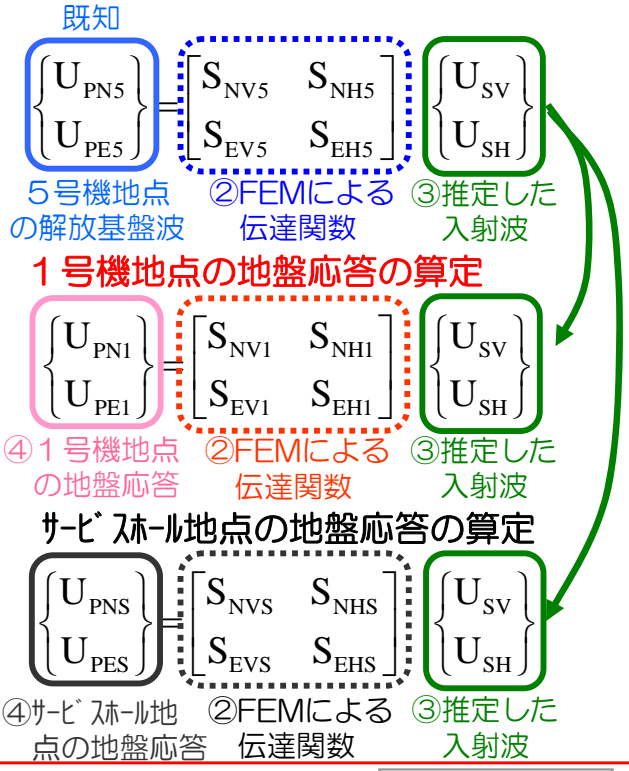 既知
{U_PN5 U_PE5} = [S_NV5 S_NH5 S_EV5 S_EH5] {U_SV U_SH}
5号機地点 ②FEMによる ③推定した
の解放基盤波 伝達関数 入射波
1号機地点の地盤応答の算定
{U_PN1 U_PE1} = [S_NV1 S_NH1 S_EV1 S_EH1] {U_SV U_SH}
④1号機地点 ②FEMによる ③推定した
の地盤応答 伝達関数 入射波
サービスホール地点の地盤応答の算定
{U_PNS U_PES} = [S_NVS S_NHS S_EVS S_EHS] {U_SV U_SH}
④サービスホール地 ②FEMによる ③推定した
点の地盤応答 伝達関数 入射波